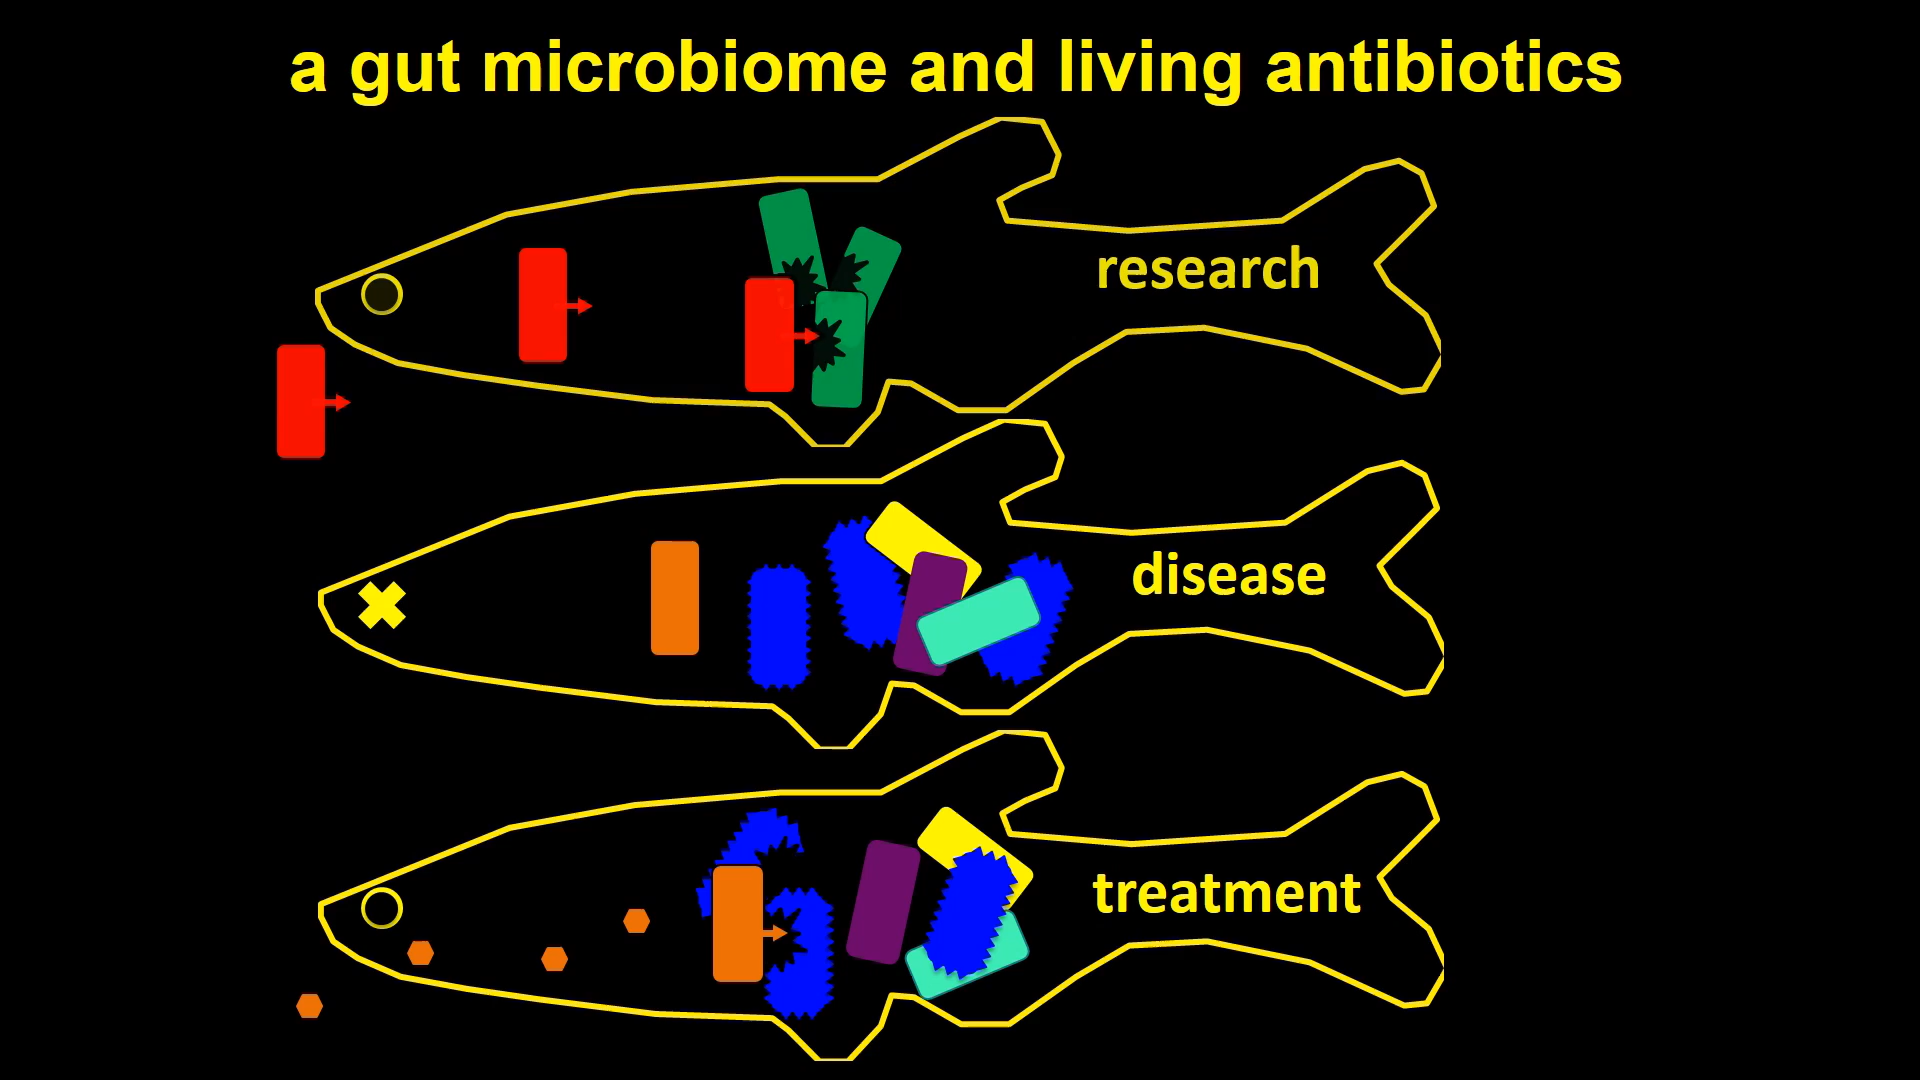 a gut microbiome and living antibiotics
research
disease
treatment